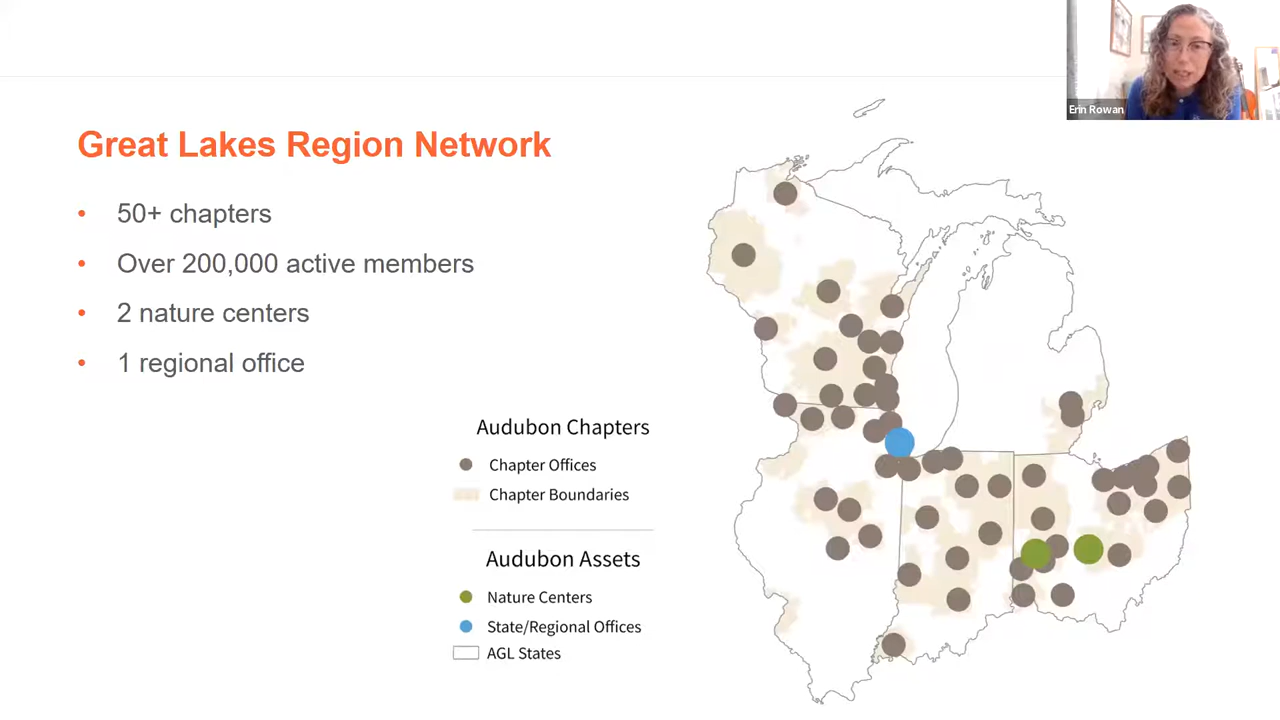 Erin Rowan
Great Lakes Region Network
• 50+ chapters
• Over 200,000 active members
• 2 nature centers
• 1 regional office
Audubon Chapters
Chapter Offices
Chapter Boundaries
Audubon Assets
Nature Centers
State/Regional Offices
AGL States